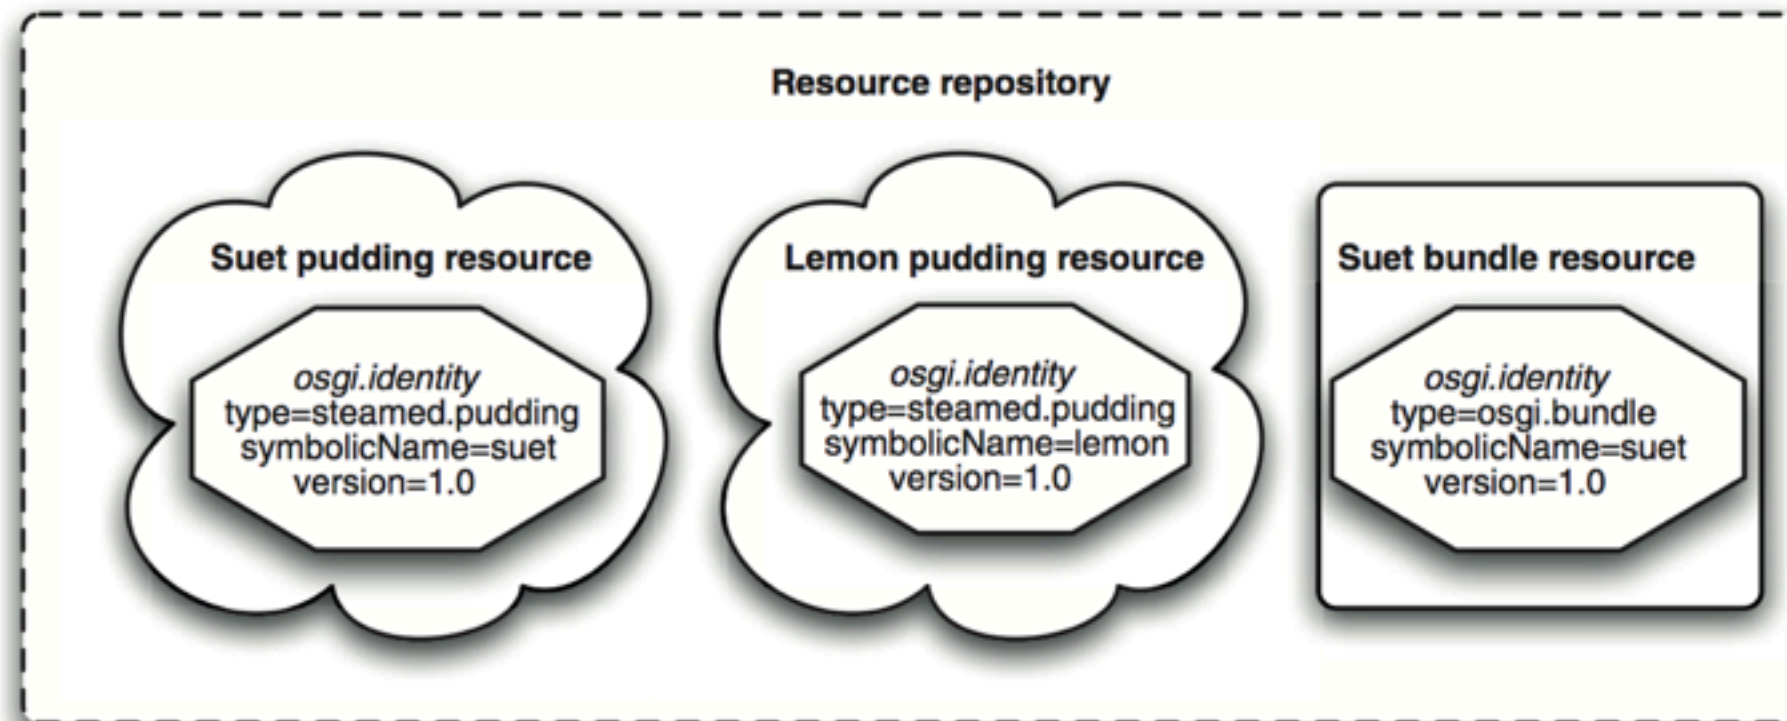 Resource repository
Suet pudding resource
osgi.identity
type=steamed.pudding
symbolicName=suet
version=1.0
Lemon pudding resource
osgi.identity
type=steamed.pudding
symbolicName=lemon
version=1.0
Suet bundle resource
osgi.identity
type=osgi.bundle
symbolicName=suet
version=1.0